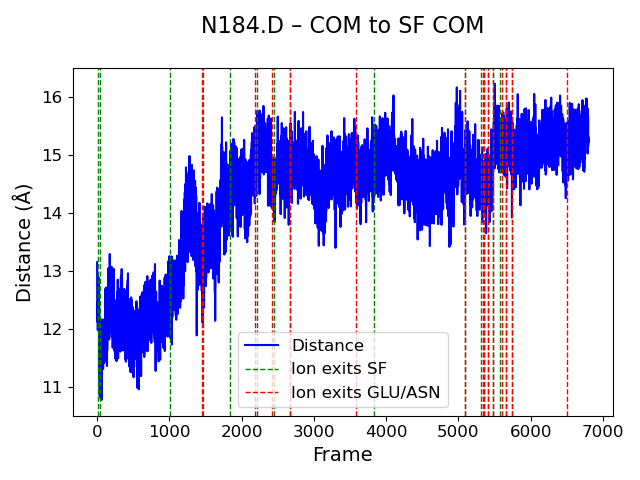 N184.D – COM to SF COM
16
15
14
13
12
11
Distance (Å)
Distance
Ion exits SF
Ion exits GLU/ASN
0
1000
2000
3000
4000
5000
6000
7000
Frame